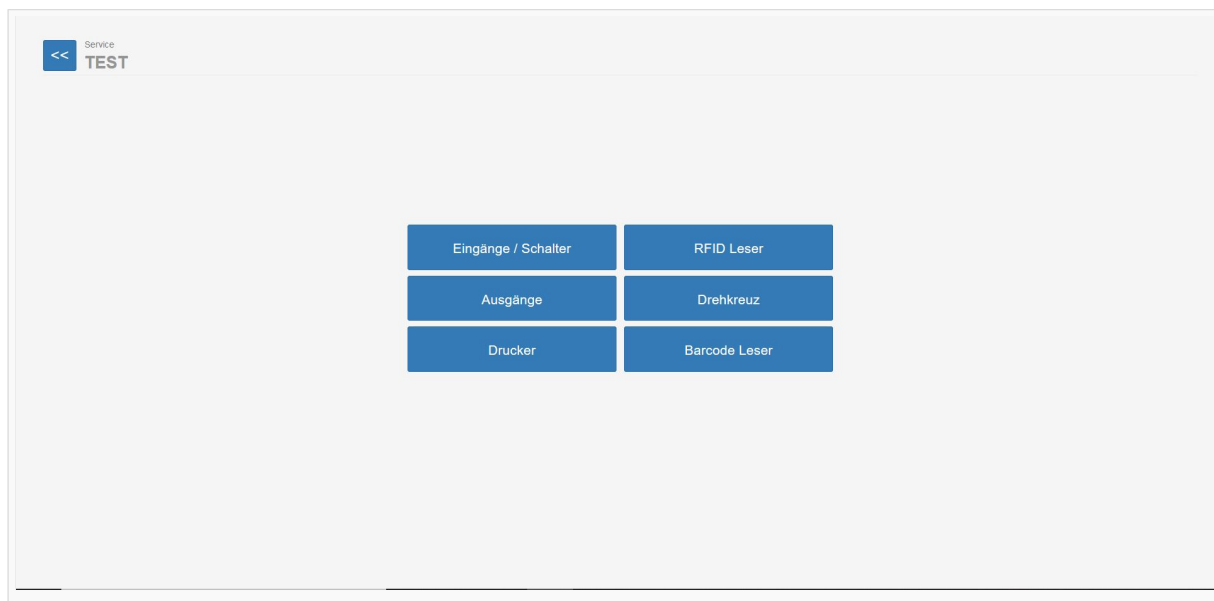 <<
Service
TEST
Eingänge / Schalter
RFID Leser
Ausgänge
Drehkreuz
Drucker
Barcode Leser